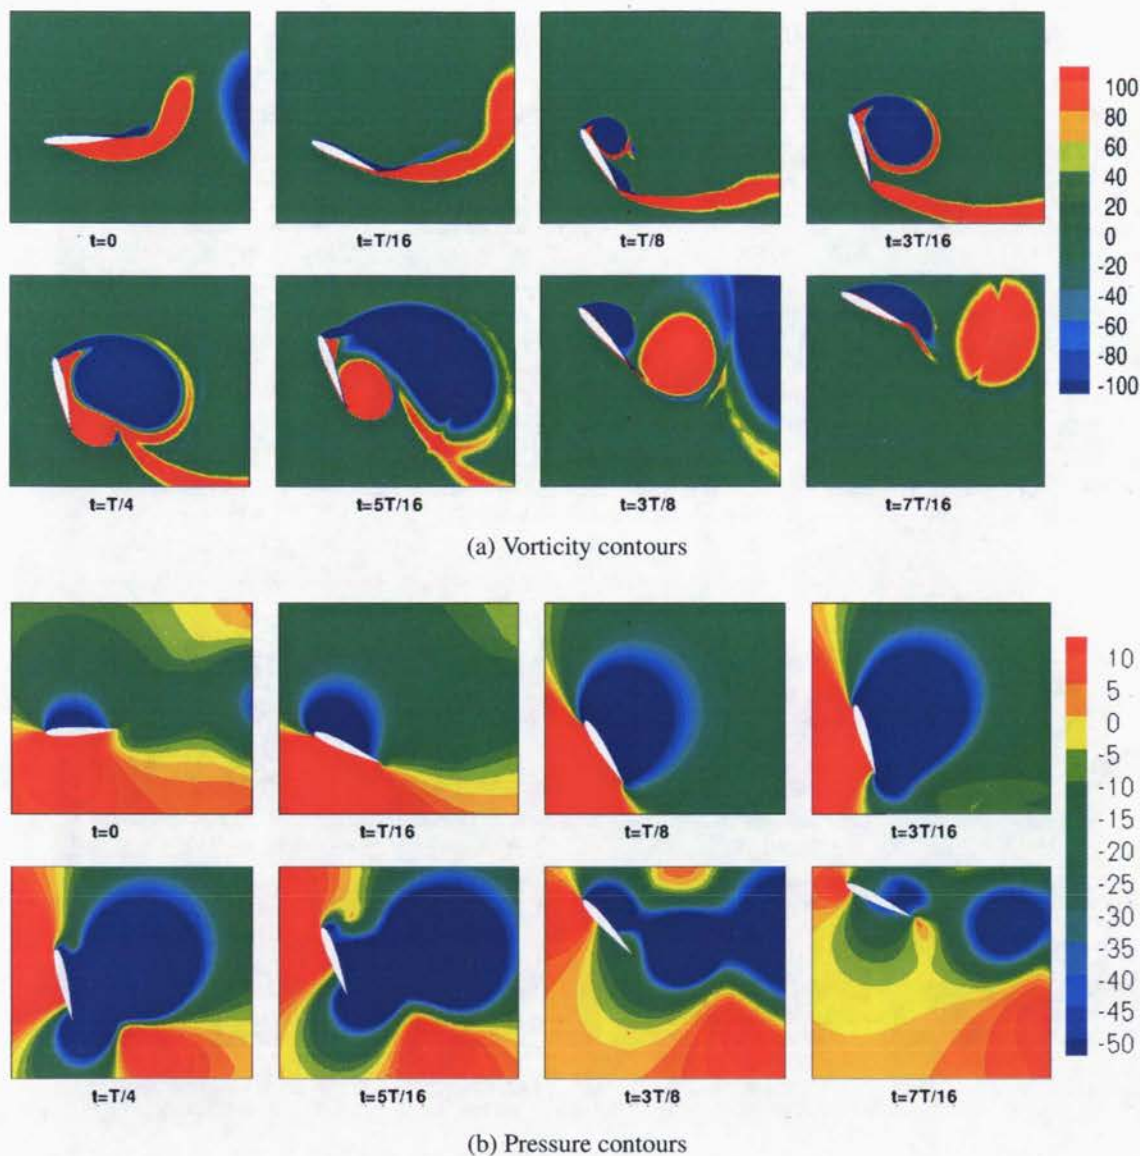 t=0
t=T/16
t=T/8
t=3T/16
100
80
60
40
20
0
-20
-40
-60
-80
-100
t=T/4
t=5T/16
t=3T/8
t=7T/16
(a) Vorticity contours
t=0
t=T/16
t=T/8
t=3T/16
10
5
0
-5
-10
-15
-20
-25
-30
-35
-40
-45
-50
t=T/4
t=5T/16
t=3T/8
t=7T/16
(b) Pressure contours